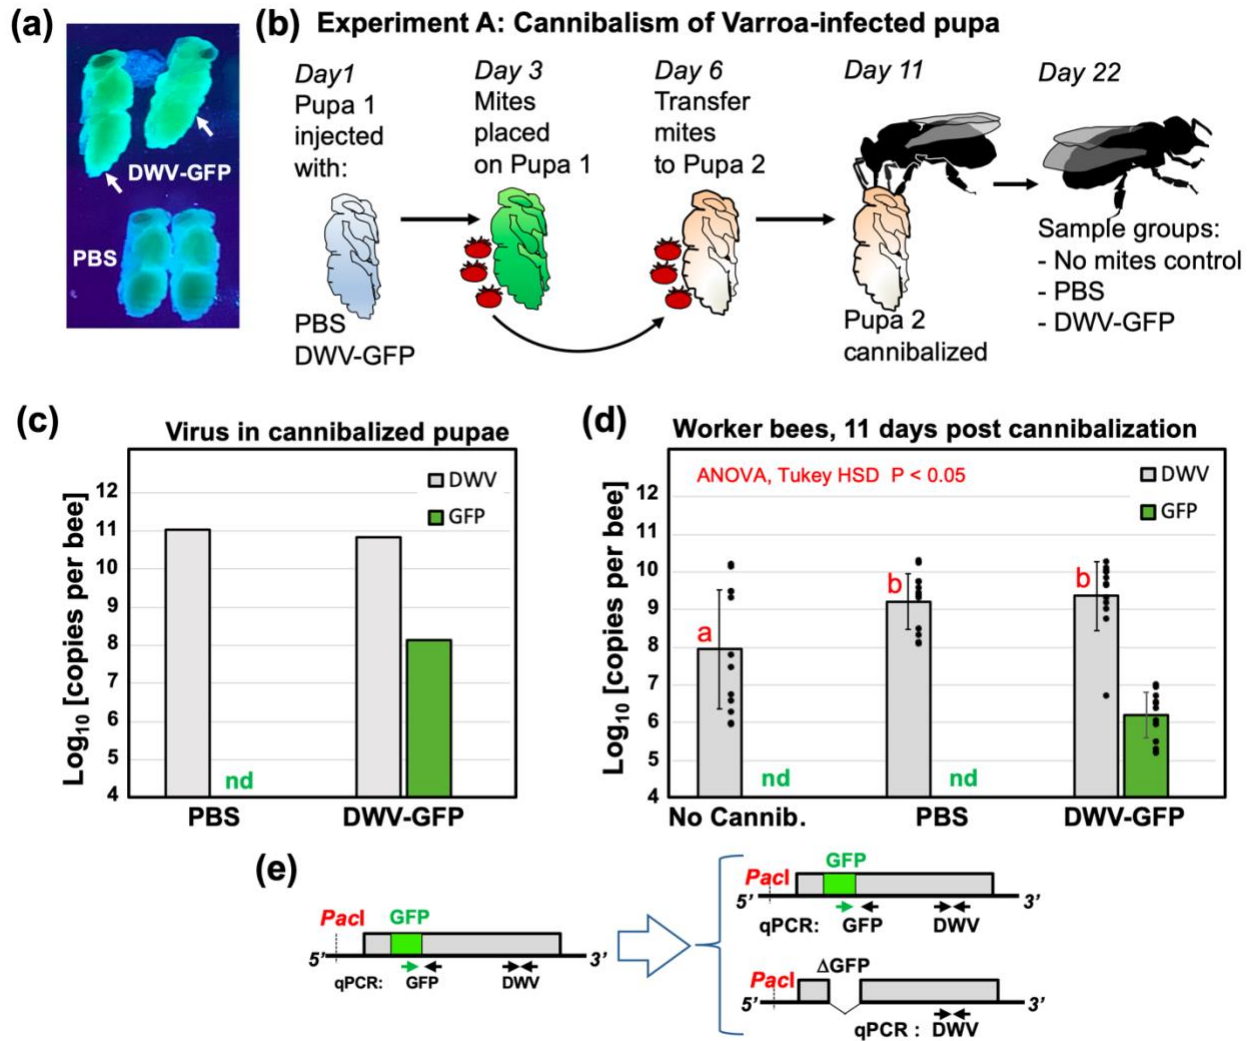 (a)
DWV-GFP
PBS
(b) Experiment A: Cannibalism of Varroa-infected pupa
Day1
Pupa 1
injected
with:
PBS
DWV-GFP
Day 3
Mites
placed
on Pupa 1
Day 6
Transfer
mites
to Pupa 2
Day 11
Pupa 2
cannibalized
Day 22
Sample groups:
- No mites control
- PBS
- DWV-GFP
(c)
Virus in cannibalized pupae
Log10 [copies per bee]
12
11
10
9
8
7
6
5
4
DWV
GFP
nd
PBS
DWV-GFP
(d)
Worker bees, 11 days post cannibalization
ANOVA, Tukey HSD P < 0.05
Log10 [copies per bee]
12
11
10
9
8
7
6
5
4
DWV
GFP
a
b
b
nd
nd
No Cannib.
PBS
DWV-GFP
(e)
PacI
GFP
5'
3'
qPCR:
GFP
DWV
GFP
PacI
5'
3'
qPCR:
GFP
DWV
ΔGFP
PacI
5'
3'
qPCR :
DWV